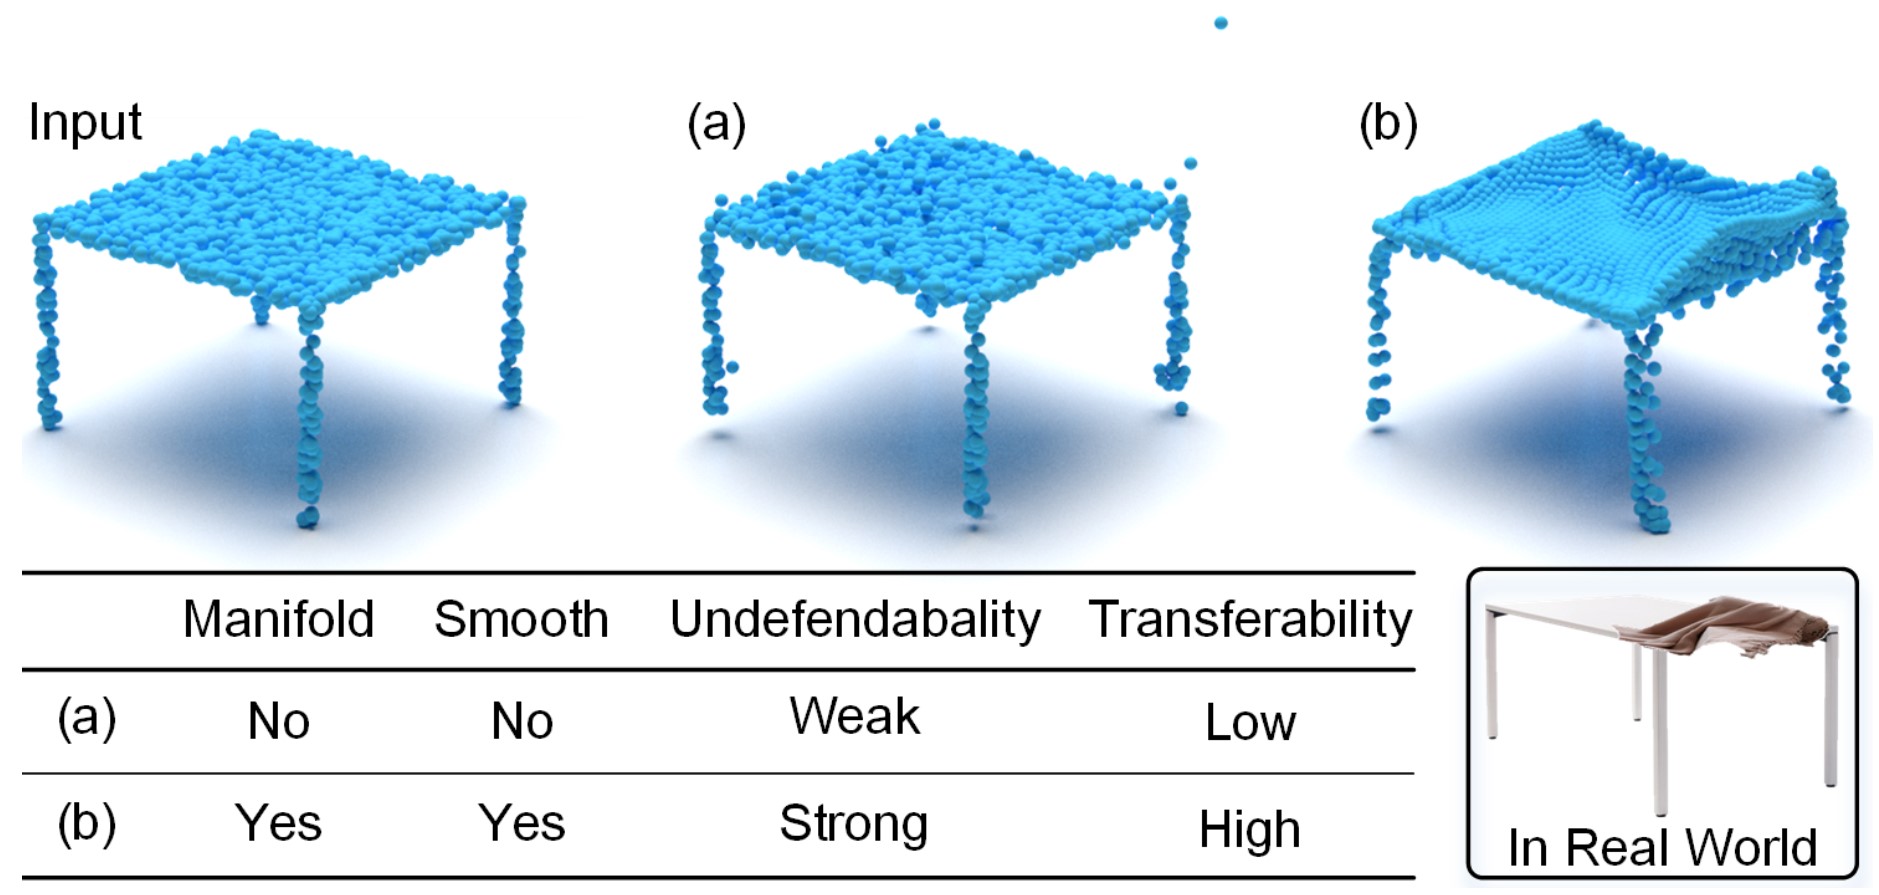 Input
(a)
(b)
Manifold Smooth Undefendabality Transferability
(a) No No Weak Low
(b) Yes Yes Strong High
In Real World